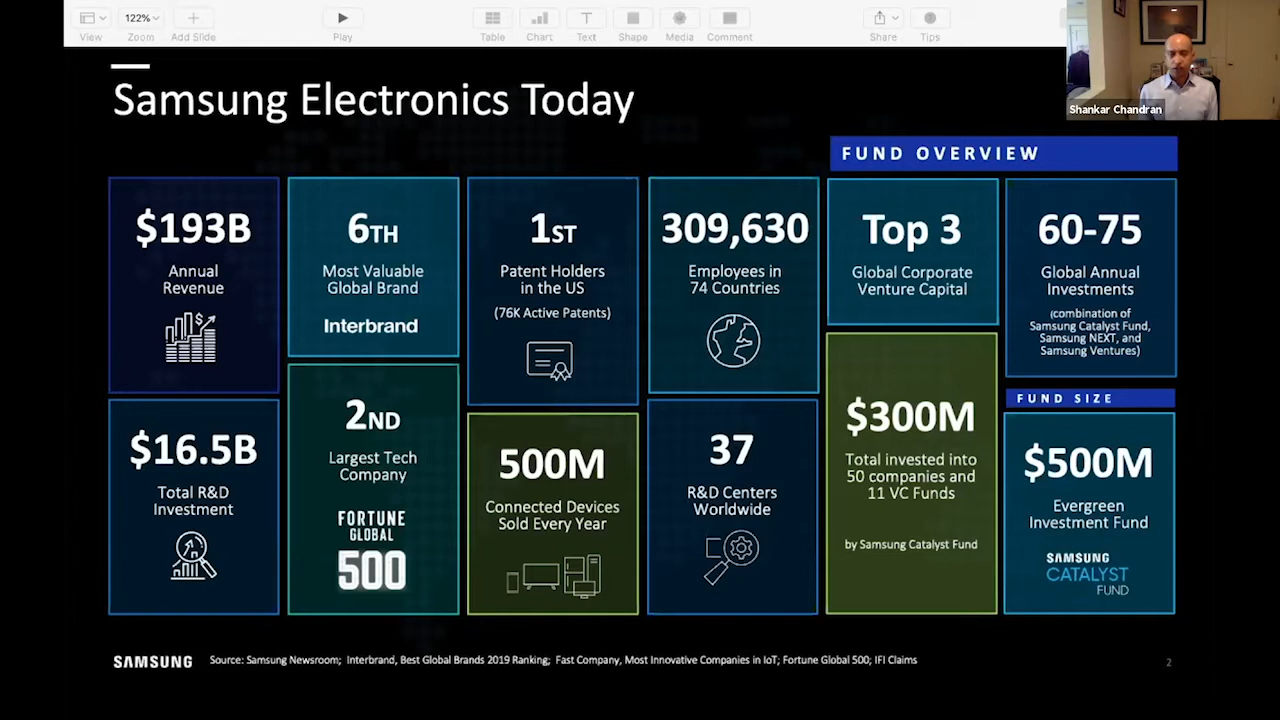 122%
View
Zoom
Add Slide
Play
Table
Chart
Text
Shape
Media
Comment
Share
Tips
Shankar Chandran
Samsung Electronics Today
FUND OVERVIEW
$193B
Annual
Revenue
6TH
Most Valuable
Global Brand
Interbrand
1ST
Patent Holders
in the US
(76K Active Patents)
309,630
Employees in
74 Countries
Top 3
Global Corporate
Venture Capital
60-75
Global Annual
Investments
(combination of
Samsung Catalyst Fund,
Samsung NEXT, and
Samsung Ventures)
$16.5B
Total R&D
Investment
2ND
Largest Tech
Company
FORTUNE
GLOBAL
500
500M
Connected Devices
Sold Every Year
37
R&D Centers
Worldwide
$300M
Total invested into
50 companies and
11 VC Funds
by Samsung Catalyst Fund
FUND SIZE
$500M
Evergreen
Investment Fund
SAMSUNG
CATALYST
FUND
SAMSUNG
Source: Samsung Newsroom; Interbrand, Best Global Brands 2019 Ranking; Fast Company, Most Innovative Companies in IoT; Fortune Global 500; IFI Claims
2